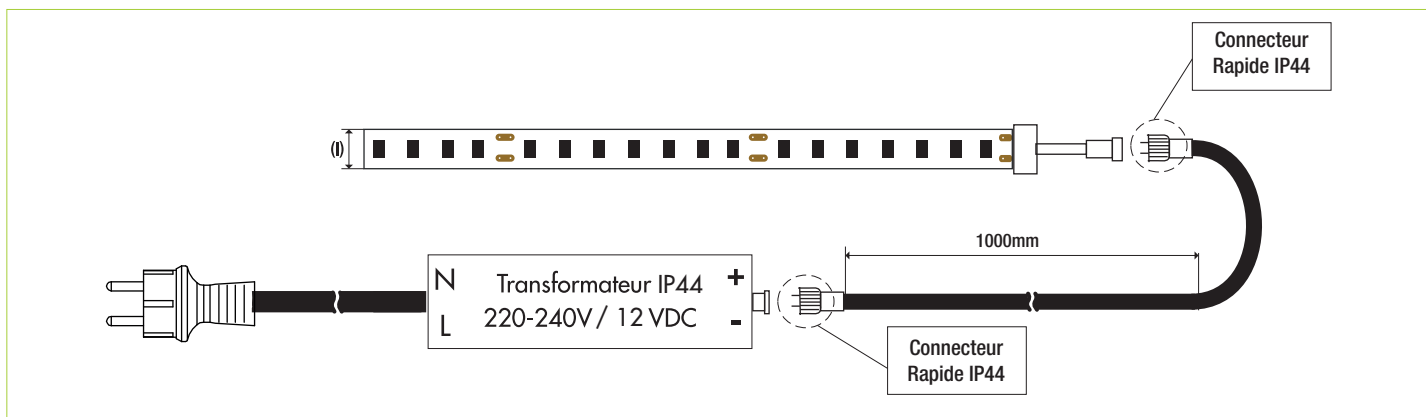 Connecteur
Rapide IP44
(l)
1000mm
N
Transformateur IP44
+
L
220-240V / 12 VDC
-
Connecteur
Rapide IP44